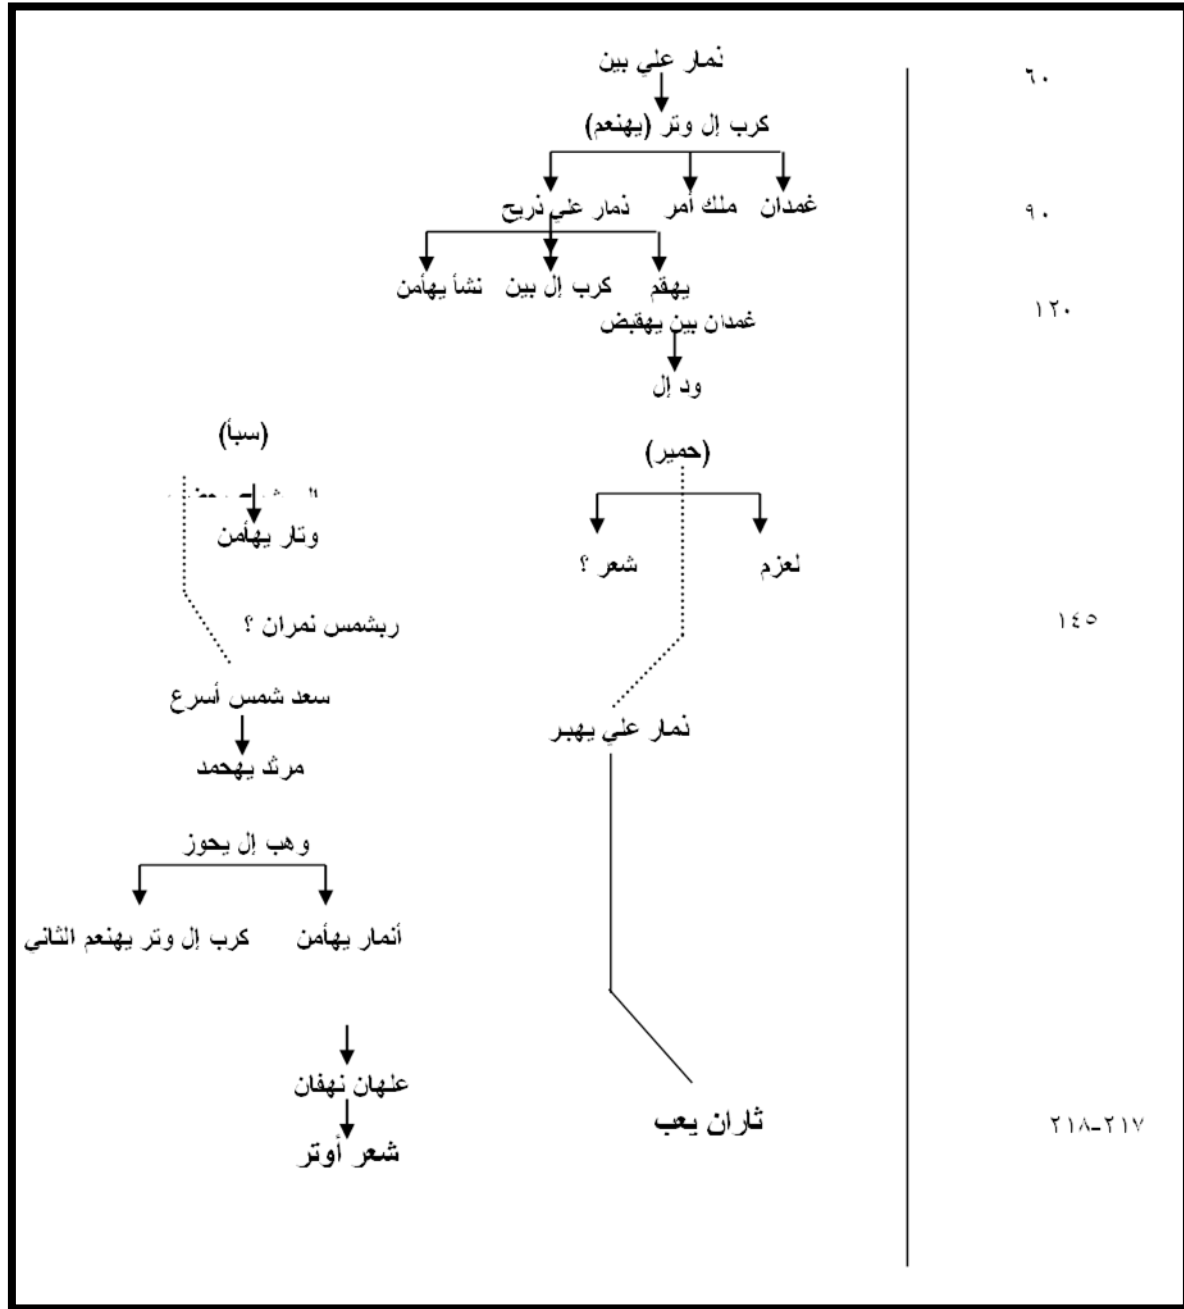 ذمار علي بين
٦٠
كرب إل وتر (يهنعم)
غمدان ملك أمر ذمار علي ذريح
٩٠
يهقم كرب إل بين نشأ يهأمن
غمدان بين يهقبض
١٢٠
ود إل
(حمير)
(سبأ)
وتار يهأمن
لعزم شعر ؟
ربشمس نمران ؟
١٤٥
سعد شمس أسرع
ذمار علي يهبر
مرثد يهحمد
وهب إل يحوز
أنمار يهأمن كرب إل وتر يهنعم الثاني
علهان نهفان
ثاران يعب
٢١٧-٢١٨
شعر أوتر